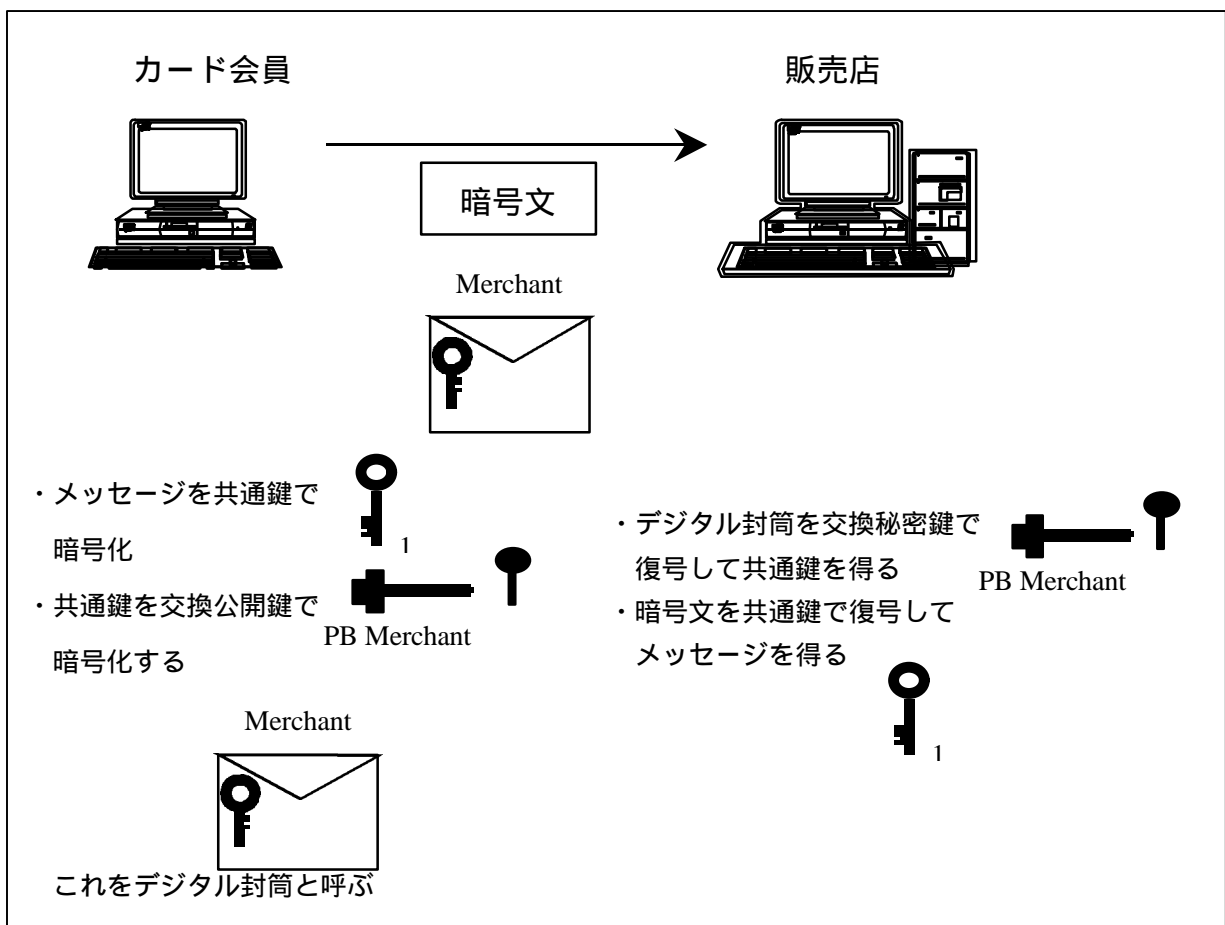 カード会員
販売店
暗号文
Merchant
・メッセージを共通鍵で
暗号化
1
・共通鍵を交換公開鍵で
暗号化する
PB Merchant
Merchant
これをデジタル封筒と呼ぶ
・デジタル封筒を交換秘密鍵で
復号して共通鍵を得る
PB Merchant
・暗号文を共通鍵で復号して
メッセージを得る
1